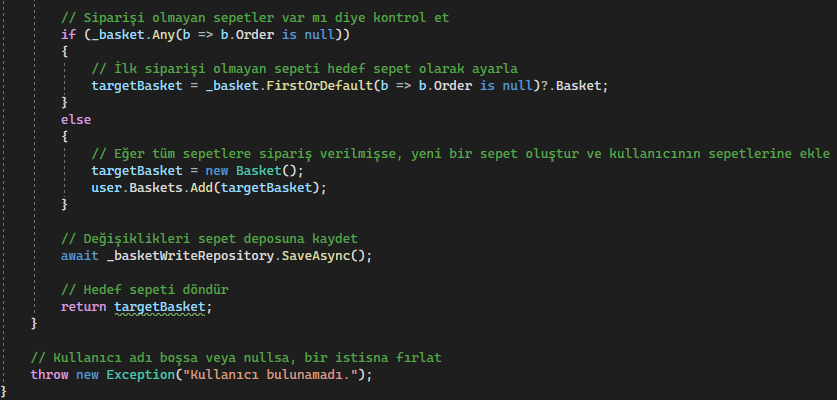 // Siparişi olmayan sepetler var mı diye kontrol et
if (_basket.Any(b => b.Order is null))
{
// İlk siparişi olmayan sepeti hedef sepet olarak ayarla
targetBasket = _basket.FirstOrDefault(b => b.Order is null)?.Basket;
}
else
{
// Eğer tüm sepetlere sipariş verilmişse, yeni bir sepet oluştur ve kullanıcının sepetlerine ekle
targetBasket = new Basket();
user.Baskets.Add(targetBasket);
}
// Değişiklikleri sepet deposuna kaydet
await _basketWriteRepository.SaveAsync();
// Hedef sepeti döndür
return targetBasket;
}
// Kullanıcı adı boşsa veya nullsa, bir istisna fırlat
throw new Exception("Kullanıcı bulunamadı.");
}